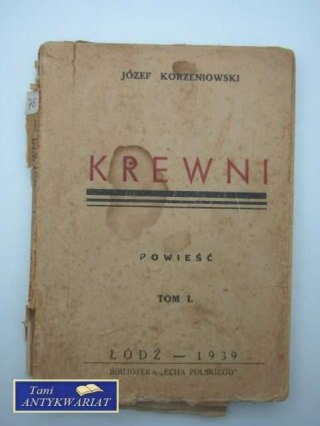 JÓZEF KORZENIOWSKI
KREWNI
POWIEŚĆ
TOM I.
ŁÓDŹ — 1939
BIBLIOTEKA „ECHA POLSKIEGO"
Tani
ANTYKWARIAT